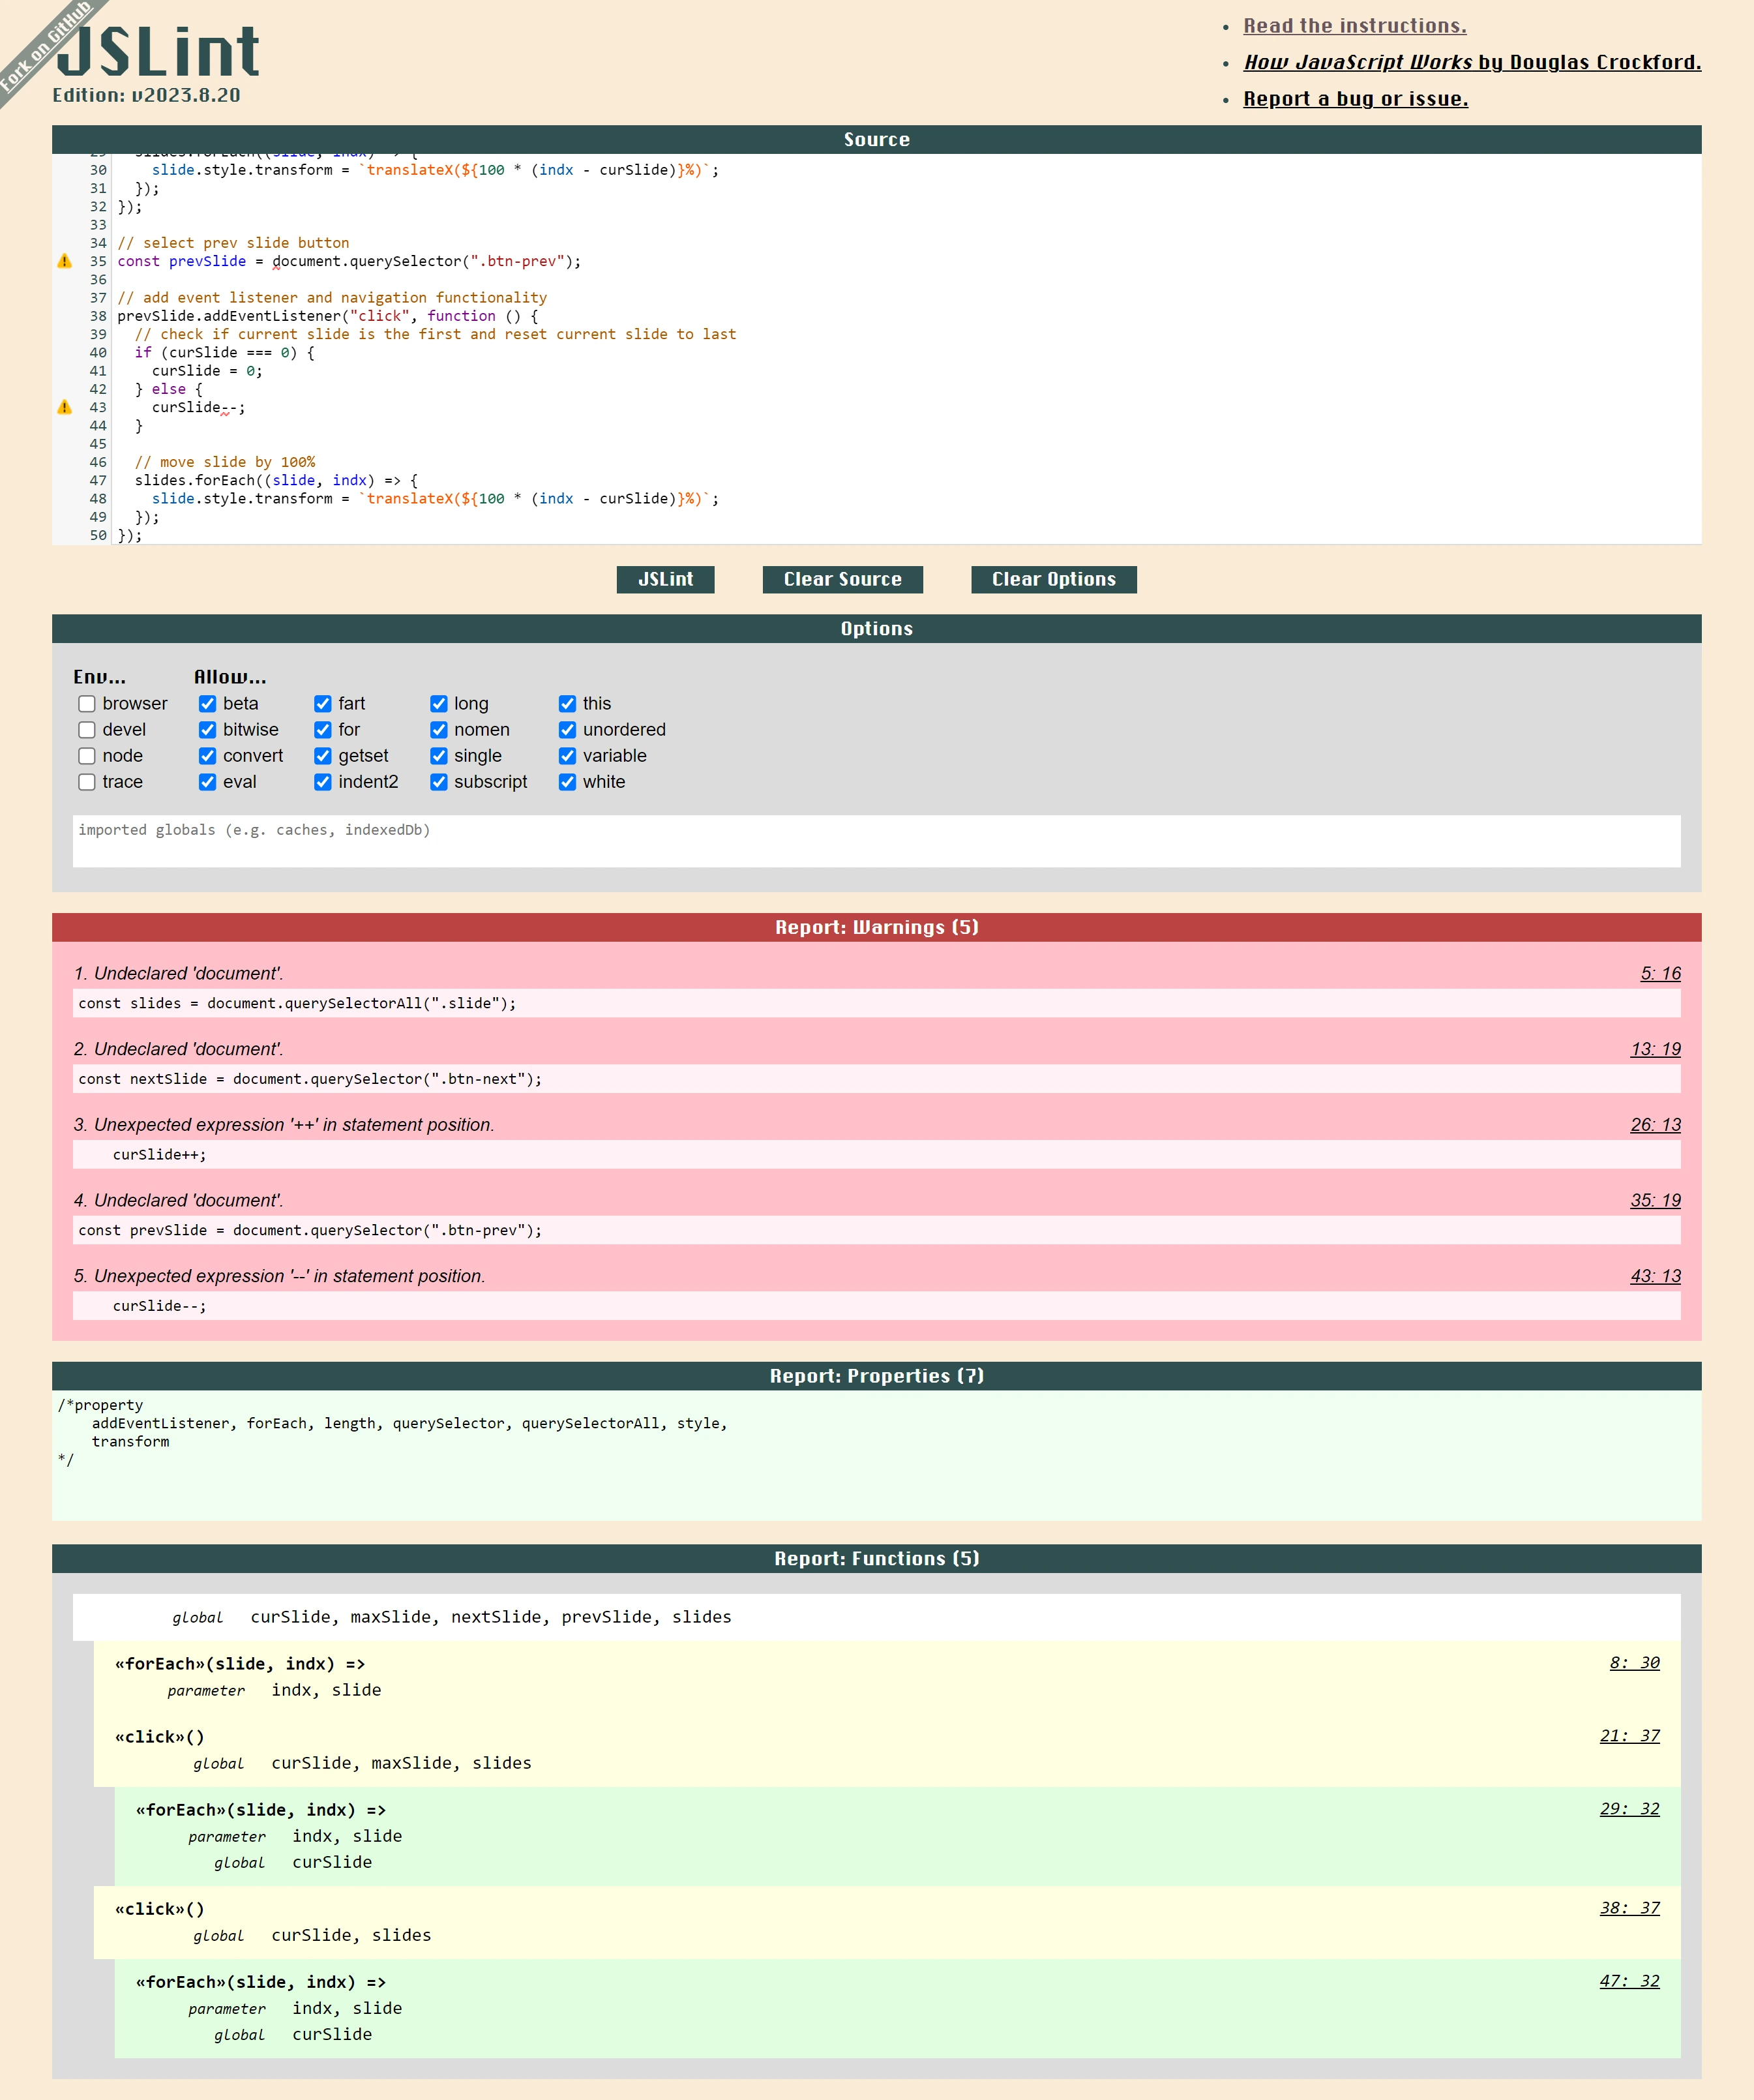 Fork on GitHub
JSLint
Edition: v2023.8.20
Read the instructions.
How JavaScript Works by Douglas Crockford.
Report a bug or issue.
Source
29 slides.forEach((slide, indx) => {
30 slide.style.transform = `translateX(${100 * (indx - curSlide)}%)`;
31 });
32 });
33
34 // select prev slide button
35 const prevSlide = document.querySelector(".btn-prev");
36
37 // add event listener and navigation functionality
38 prevSlide.addEventListener("click", function () {
39 // check if current slide is the first and reset current slide to last
40 if (curSlide === 0) {
41 curSlide = 0;
42 } else {
43 curSlide--;
44 }
45
46 // move slide by 100%
47 slides.forEach((slide, indx) => {
48 slide.style.transform = `translateX(${100 * (indx - curSlide)}%)`;
49 });
50 });
JSLint Clear Source Clear Options
Options
Env... Allow...
browser beta fart long this
devel bitwise for nomen unordered
node convert getset single variable
trace eval indent2 subscript white
imported globals (e.g. caches, indexedDb)
Report: Warnings (5)
1. Undeclared 'document'. 5: 16
const slides = document.querySelectorAll(".slide");
2. Undeclared 'document'. 13: 19
const nextSlide = document.querySelector(".btn-next");
3. Unexpected expression '++' in statement position. 26: 13
curSlide++;
4. Undeclared 'document'. 35: 19
const prevSlide = document.querySelector(".btn-prev");
5. Unexpected expression '--' in statement position. 43: 13
curSlide--;
Report: Properties (7)
/*property
addEventListener, forEach, length, querySelector, querySelectorAll, style,
transform
*/
Report: Functions (5)
global curSlide, maxSlide, nextSlide, prevSlide, slides
«forEach»(slide, indx) => 8: 30
parameter indx, slide
«click»() 21: 37
global curSlide, maxSlide, slides
«forEach»(slide, indx) => 29: 32
parameter indx, slide
global curSlide
«click»() 38: 37
global curSlide, slides
«forEach»(slide, indx) => 47: 32
parameter indx, slide
global curSlide